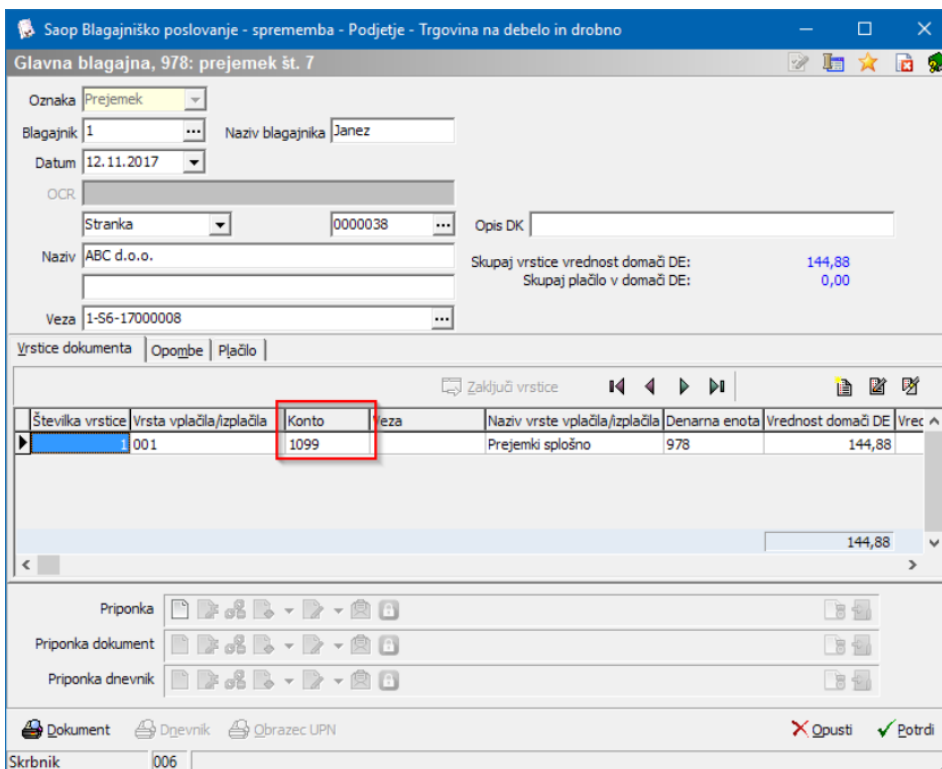 Saop Blagajniško poslovanje - sprememba - Podjetje - Trgovina na debelo in drobno
Glavna blagajna, 978: prejemek št. 7
Oznaka Prejemek
Blagajnik 1 ... Naziv blagajnika Janez
Datum 12.11.2017
OCR
Stranka 0000038 ... Opis DK
Naziv ABC d.o.o.
Skupaj vrstice vrednost domači DE: 144,88
Skupaj plačilo v domači DE: 0,00
Veza 1-S6-17000008 ...
Vrstice dokumenta Opombe Plačilo
Zaključi vrstice
Številka vrstice Vrsta vplačila/izplačila Konto Veza Naziv vrste vplačila/izplačila Denarna enota Vrednost domači DE Vred
1 001 1099 Prejemki splošno 978 144,88
144,88
Priponka
Priponka dokument
Priponka dnevnik
Dokument Dnevnik Obrazec UPN Opusti Potrdi
Skrbnik 006